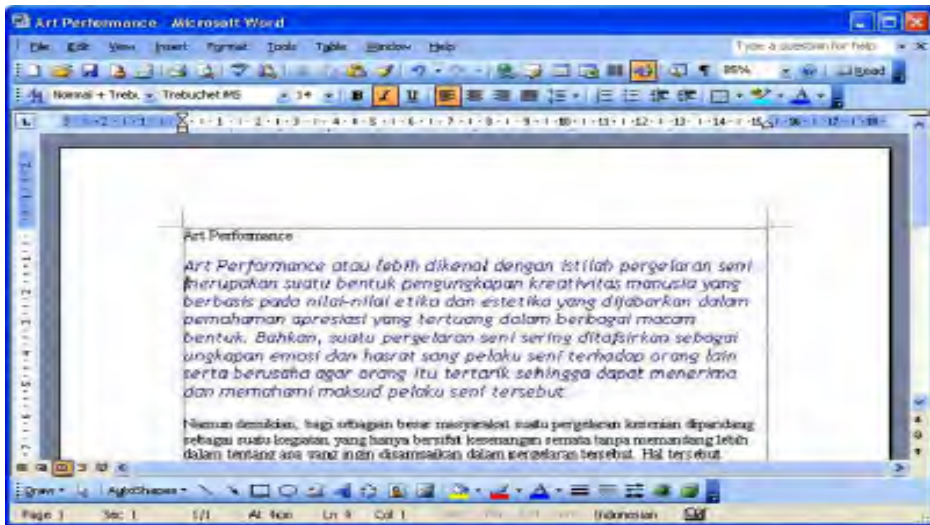 Art Performance - Microsoft Word
File Edit View Insert Format Tools Table Window Help Type a question for help
85% Read
Normal + Trebu Trebuchet MS 14 B I U
Art Performance
Art Performance atau lebih dikenal dengan istilah pergelaran seni
merupakan suatu bentuk pengungkapan kreativitas manusia yang
berbasis pada nilai-nilai etika dan estetika yang dijabarkan dalam
pemahaman apresiasi yang tertuang dalam berbagai macam
bentuk. Bahkan, suatu pergelaran seni sering ditafsirkan sebagai
ungkapan emosi dan hasrat sang pelaku seni terhadap orang lain
serta berusaha agar orang itu tertarik sehingga dapat menerima
dan memahami maksud pelaku seni tersebut
Namun demikian, bagi sebagian besar masyarakat suatu pergelaran kesenian dipandang
sebagai suatu kegiatan yang hanya bersifat kesenangan semata tanpa memandang lebih
dalam tentang apa yang ingin disampaikan dalam pergelaran tersebut. Hal tersebut
Draw AutoShapes
Page 1 Sec 1 1/1 At 4cm Ln 4 Col 1 Indonesian